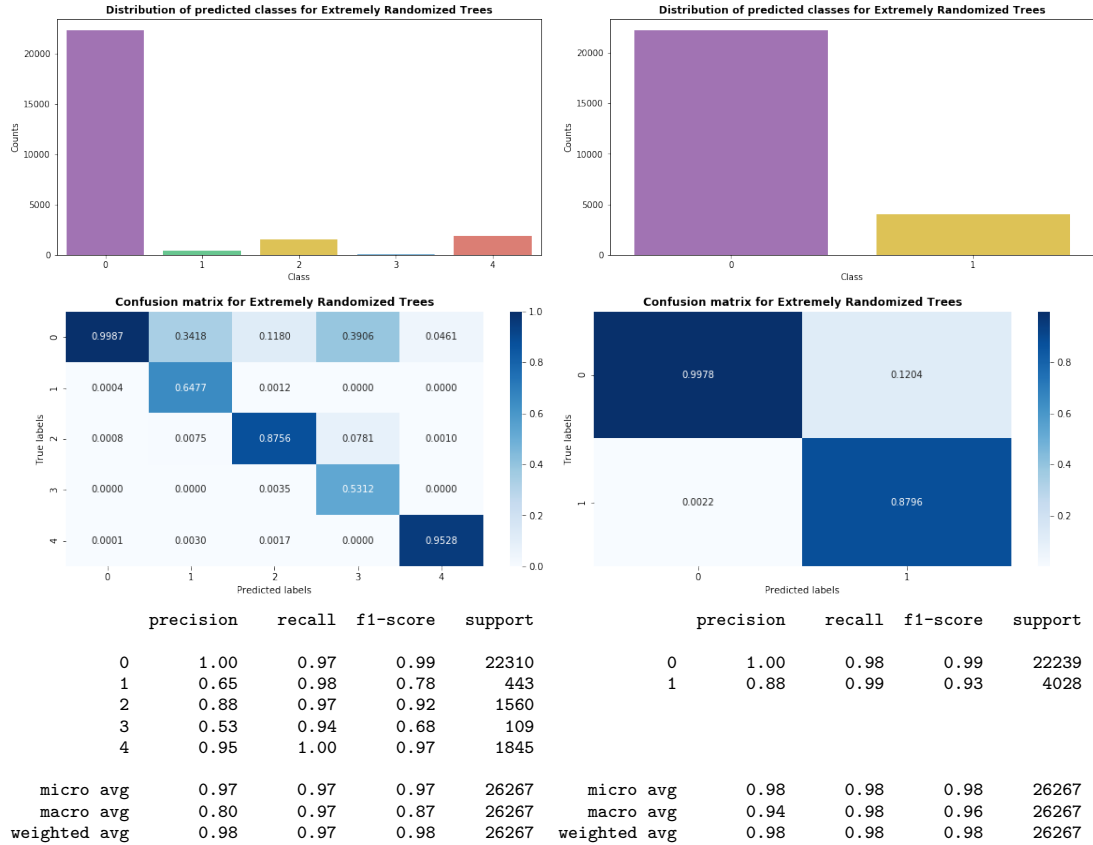 Distribution of predicted classes for Extremely Randomized Trees
20000
15000
10000
5000
0
Counts
0 1 2 3 4
Class
Distribution of predicted classes for Extremely Randomized Trees
20000
15000
10000
5000
0
Counts
0 1
Class
Confusion matrix for Extremely Randomized Trees
0 0.9987 0.3418 0.1180 0.3906 0.0461
1 0.0004 0.6477 0.0012 0.0000 0.0000
2 0.0008 0.0075 0.8756 0.0781 0.0010
3 0.0000 0.0000 0.0035 0.5312 0.0000
4 0.0001 0.0030 0.0017 0.0000 0.9528
True labels
0 1 2 3 4
Predicted labels
1.0
0.8
0.6
0.4
0.2
0.0
Confusion matrix for Extremely Randomized Trees
0 0.9978 0.1204
1 0.0022 0.8796
True labels
0 1
Predicted labels
0.8
0.6
0.4
0.2
precision recall f1-score support
0 1.00 0.97 0.99 22310
1 0.65 0.98 0.78 443
2 0.88 0.97 0.92 1560
3 0.53 0.94 0.68 109
4 0.95 1.00 0.97 1845
micro avg 0.97 0.97 0.97 26267
macro avg 0.80 0.97 0.87 26267
weighted avg 0.98 0.97 0.98 26267
precision recall f1-score support
0 1.00 0.98 0.99 22239
1 0.88 0.99 0.93 4028
micro avg 0.98 0.98 0.98 26267
macro avg 0.94 0.98 0.96 26267
weighted avg 0.98 0.98 0.98 26267